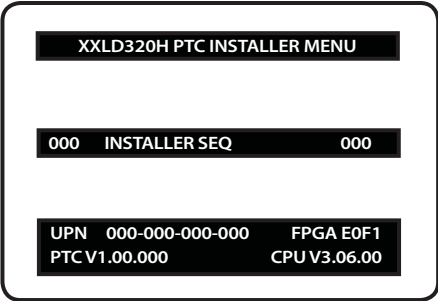 XXLD320H PTC INSTALLER MENU
000 INSTALLER SEQ 000
UPN 000-000-000-000 FPGA E0F1
PTC V1.00.000 CPU V3.06.00